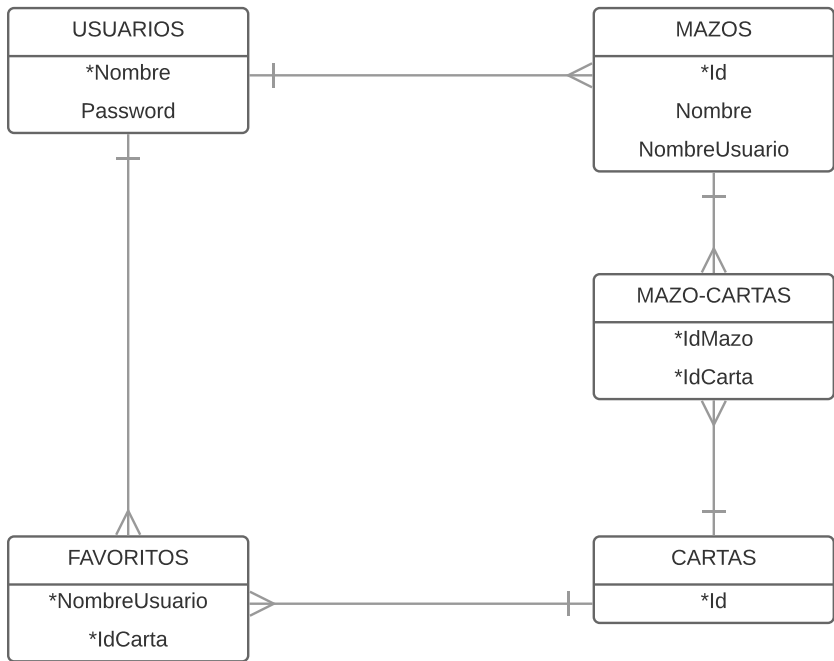 USUARIOS
*Nombre
Password
MAZOS
*Id
Nombre
NombreUsuario
MAZO-CARTAS
*IdMazo
*IdCarta
FAVORITOS
*NombreUsuario
*IdCarta
CARTAS
*Id